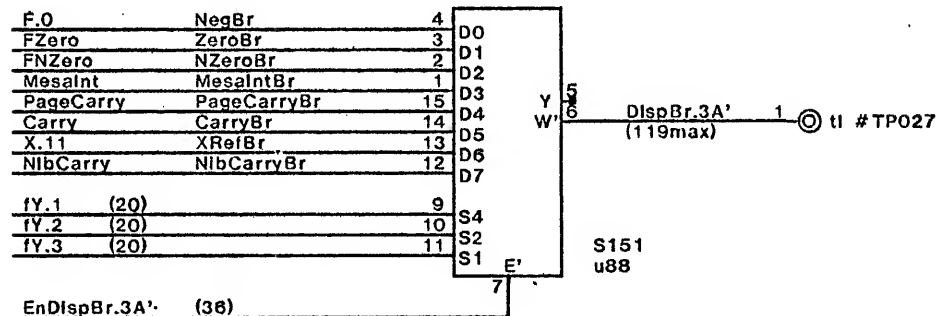 F.0 NegBr 4 D0
FZero ZeroBr 3 D1
FNZero NZeroBr 2 D2
MesaInt MesaIntBr 1 D3
PageCarry PageCarryBr 15 D4
Carry CarryBr 14 D5
X.11 XRefBr 13 D6
NibCarry NibCarryBr 12 D7
Y 5
W' 6 DispBr.3A' 1 tl #TP027
(119max)
fY.1 (20) 9 S4
fY.2 (20) 10 S2
fY.3 (20) 11 S1
E'
7
S151
u88
EnDispBr.3A' (36)